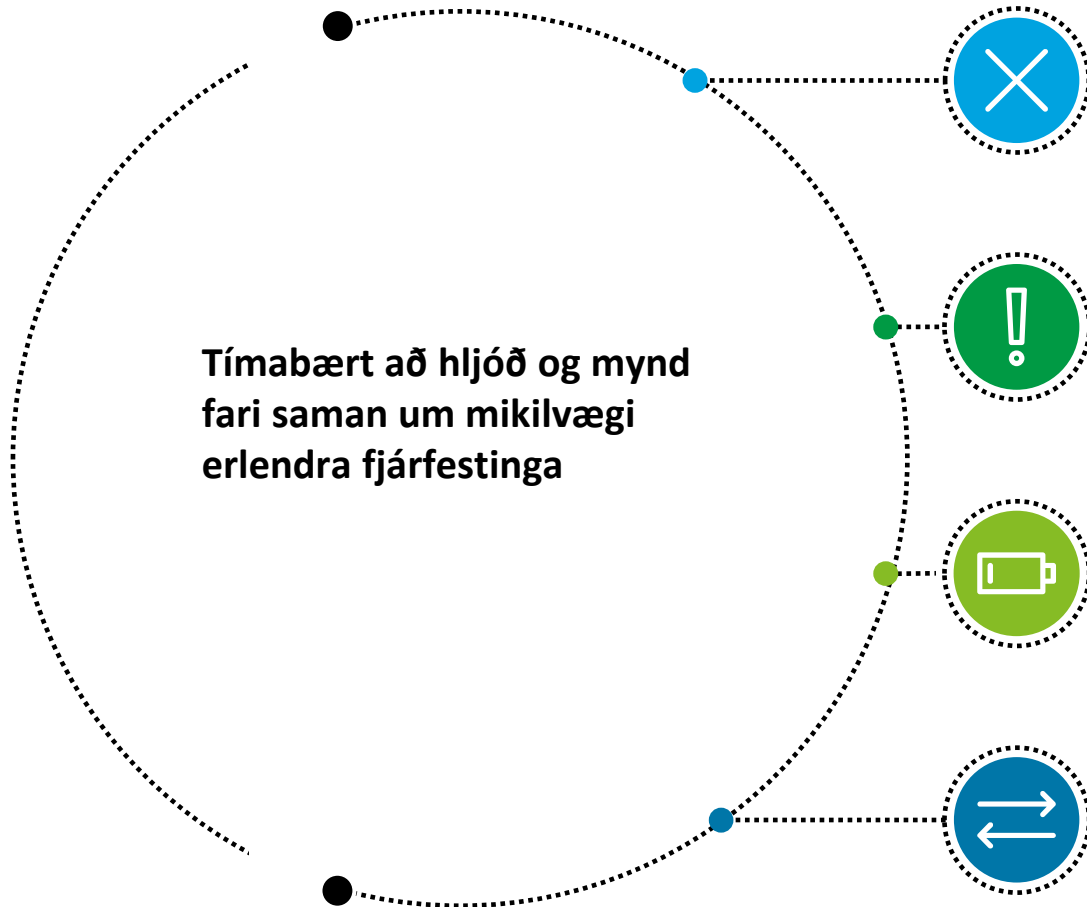 Tímabært að hljóð og mynd
fari saman um mikilvægi
erlendra fjárfestinga